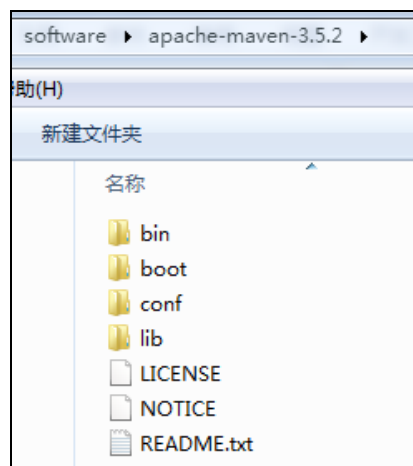 software ▸ apache-maven-3.5.2 ▸
助(H)
新建文件夹
名称
bin
boot
conf
lib
LICENSE
NOTICE
README.txt